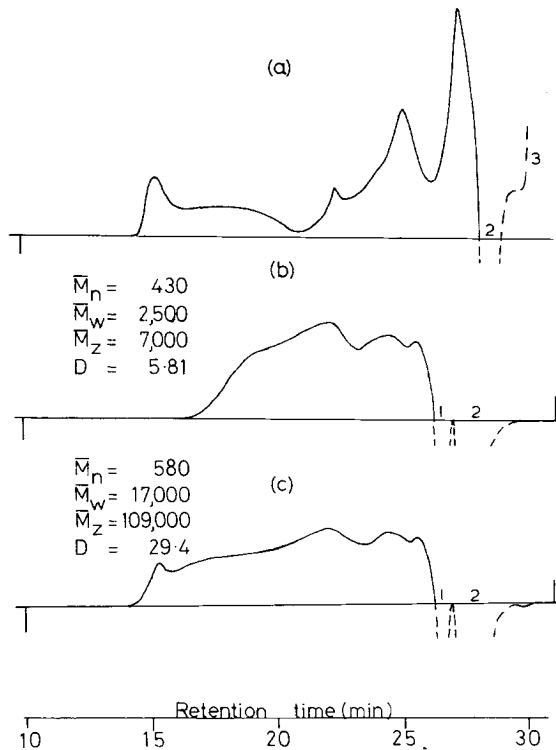 (a)
3
2
(b)
M̄n = 430
M̄w = 2,500
M̄z = 7,000
D = 5·81
1 2
(c)
M̄n = 580
M̄w = 17,000
M̄z = 109,000
D = 29·4
1 2
Retention time (min)
10 15 20 25 30